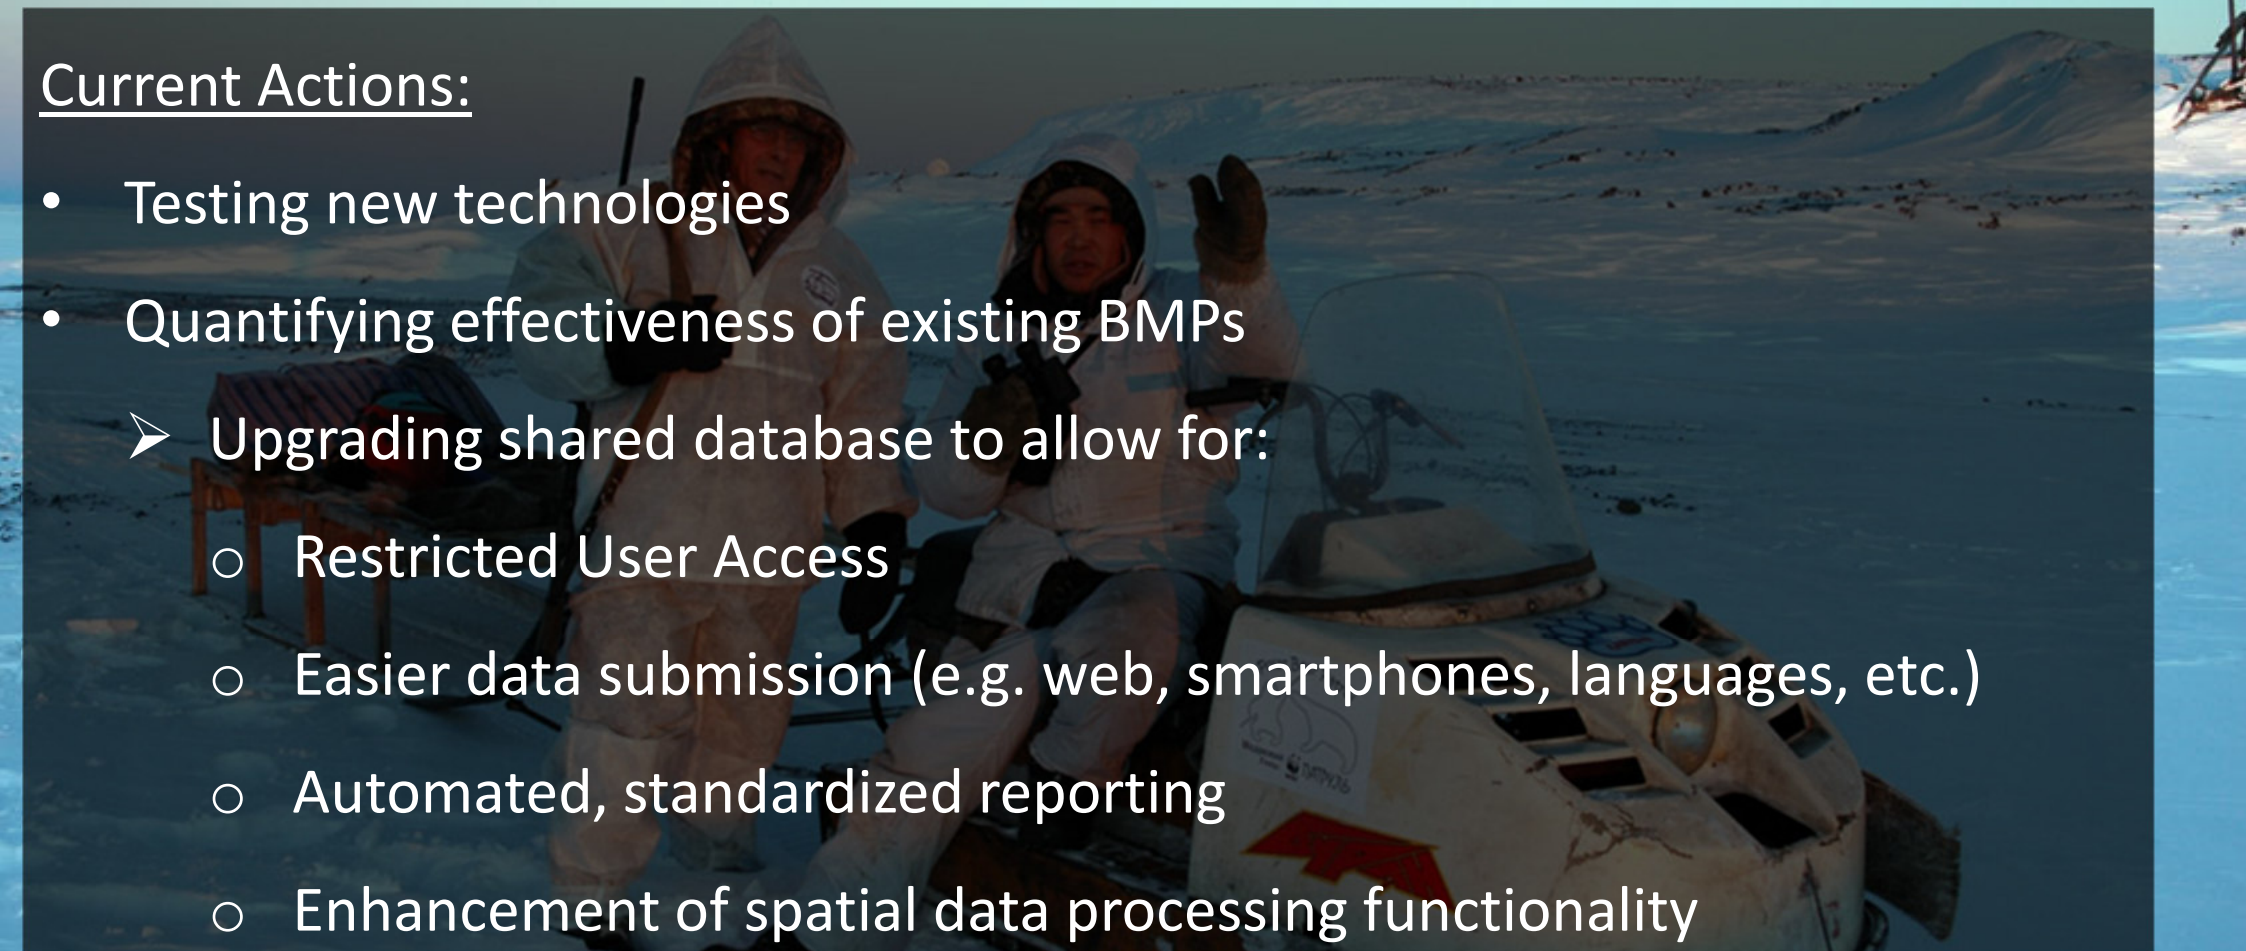 Current Actions:
• Testing new technologies
• Quantifying effectiveness of existing BMPs
➢ Upgrading shared database to allow for:
o Restricted User Access
o Easier data submission (e.g. web, smartphones, languages, etc.)
o Automated, standardized reporting
o Enhancement of spatial data processing functionality